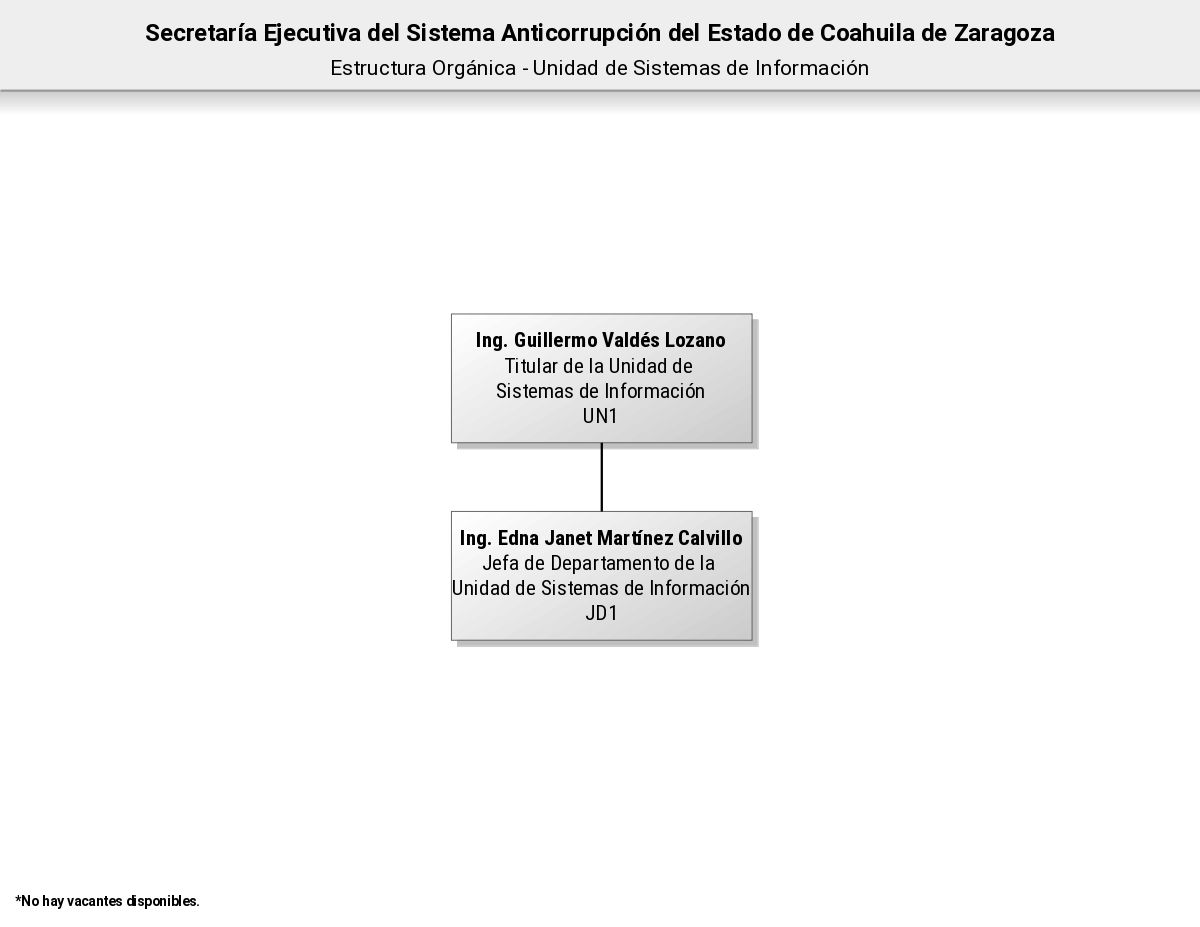 Secretaría Ejecutiva del Sistema Anticorrupción del Estado de Coahuila de Zaragoza
Estructura Orgánica - Unidad de Sistemas de Información
Ing. Guillermo Valdés Lozano
Titular de la Unidad de
Sistemas de Información
UN1
Ing. Edna Janet Martínez Calvillo
Jefa de Departamento de la
Unidad de Sistemas de Información
JD1
*No hay vacantes disponibles.